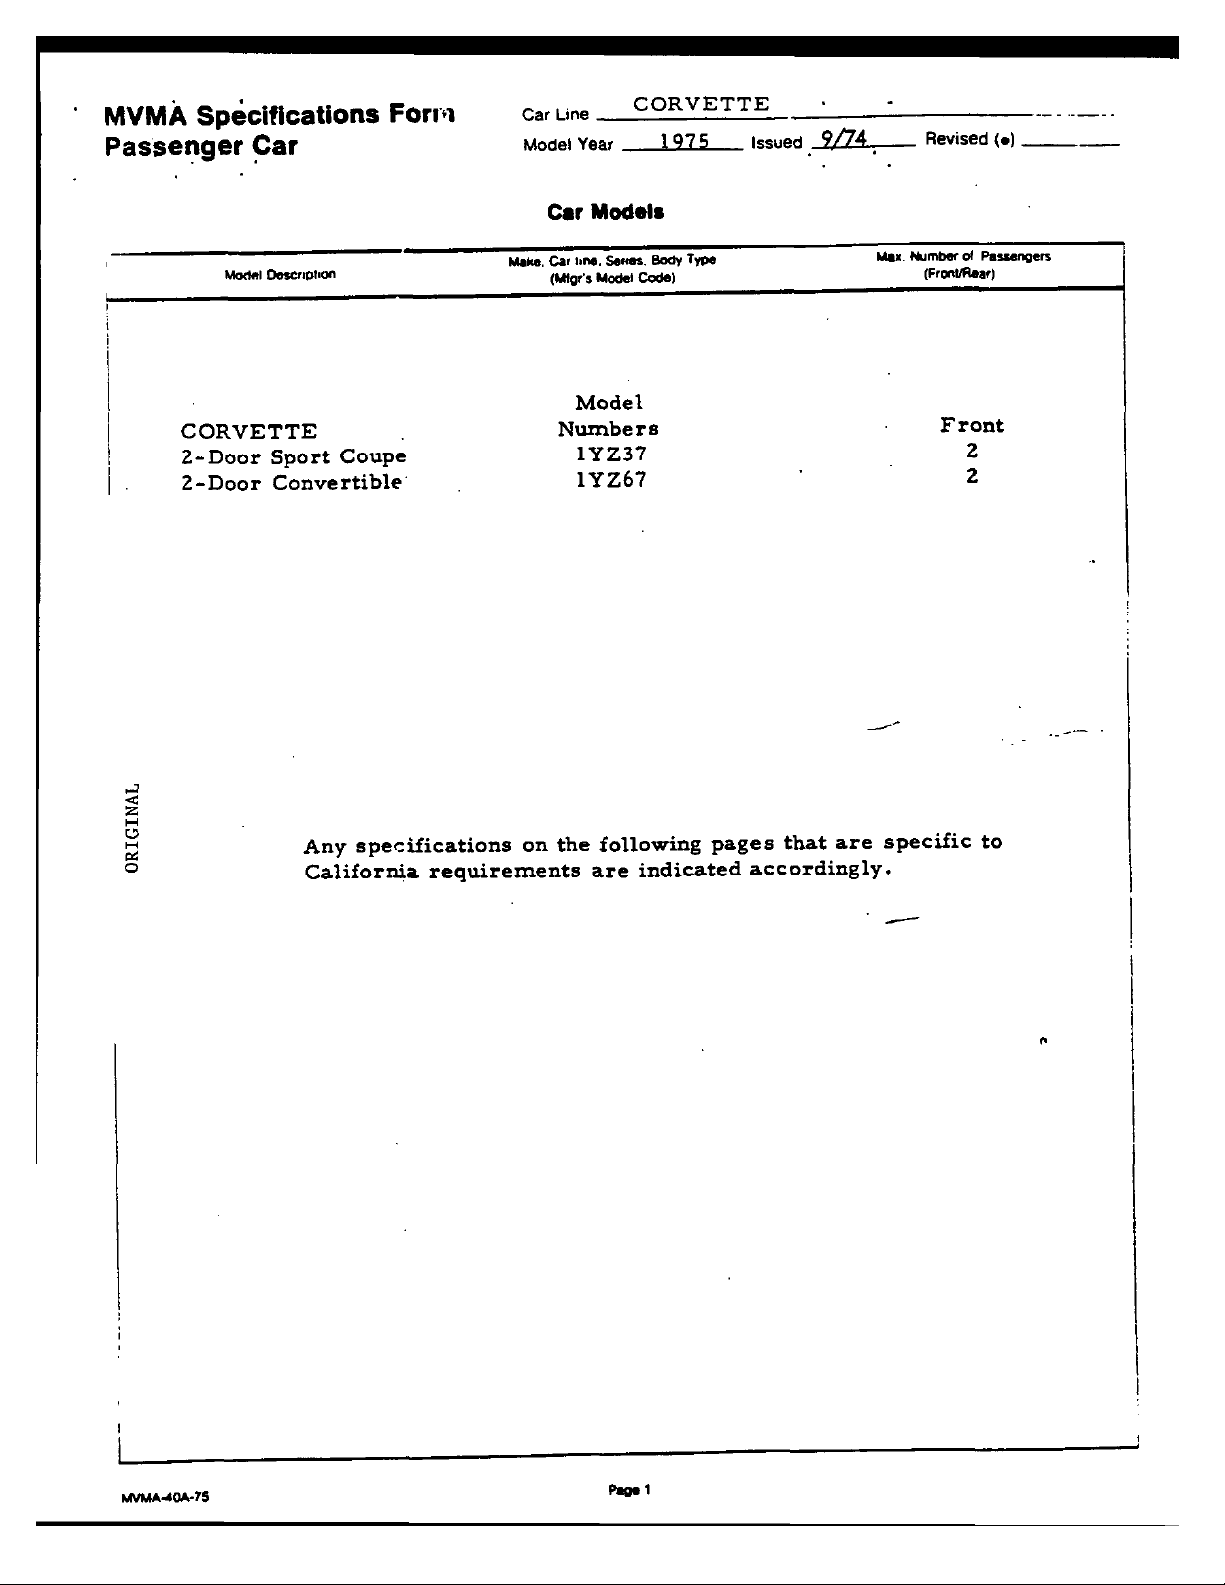 MVMA Specifications Form
Passenger Car
Car Line CORVETTE
Model Year 1975 Issued 9/74 Revised (•)
Car Models
Model Description
Make, Car line, Series, Body Type
(Mfgr's Model Code)
Max. Number of Passengers
(Front/Rear)
Model
CORVETTE Numbers Front
2-Door Sport Coupe 1YZ37 2
2-Door Convertible 1YZ67 2
ORIGINAL
Any specifications on the following pages that are specific to
California requirements are indicated accordingly.
MVMA-40A-75
Page 1